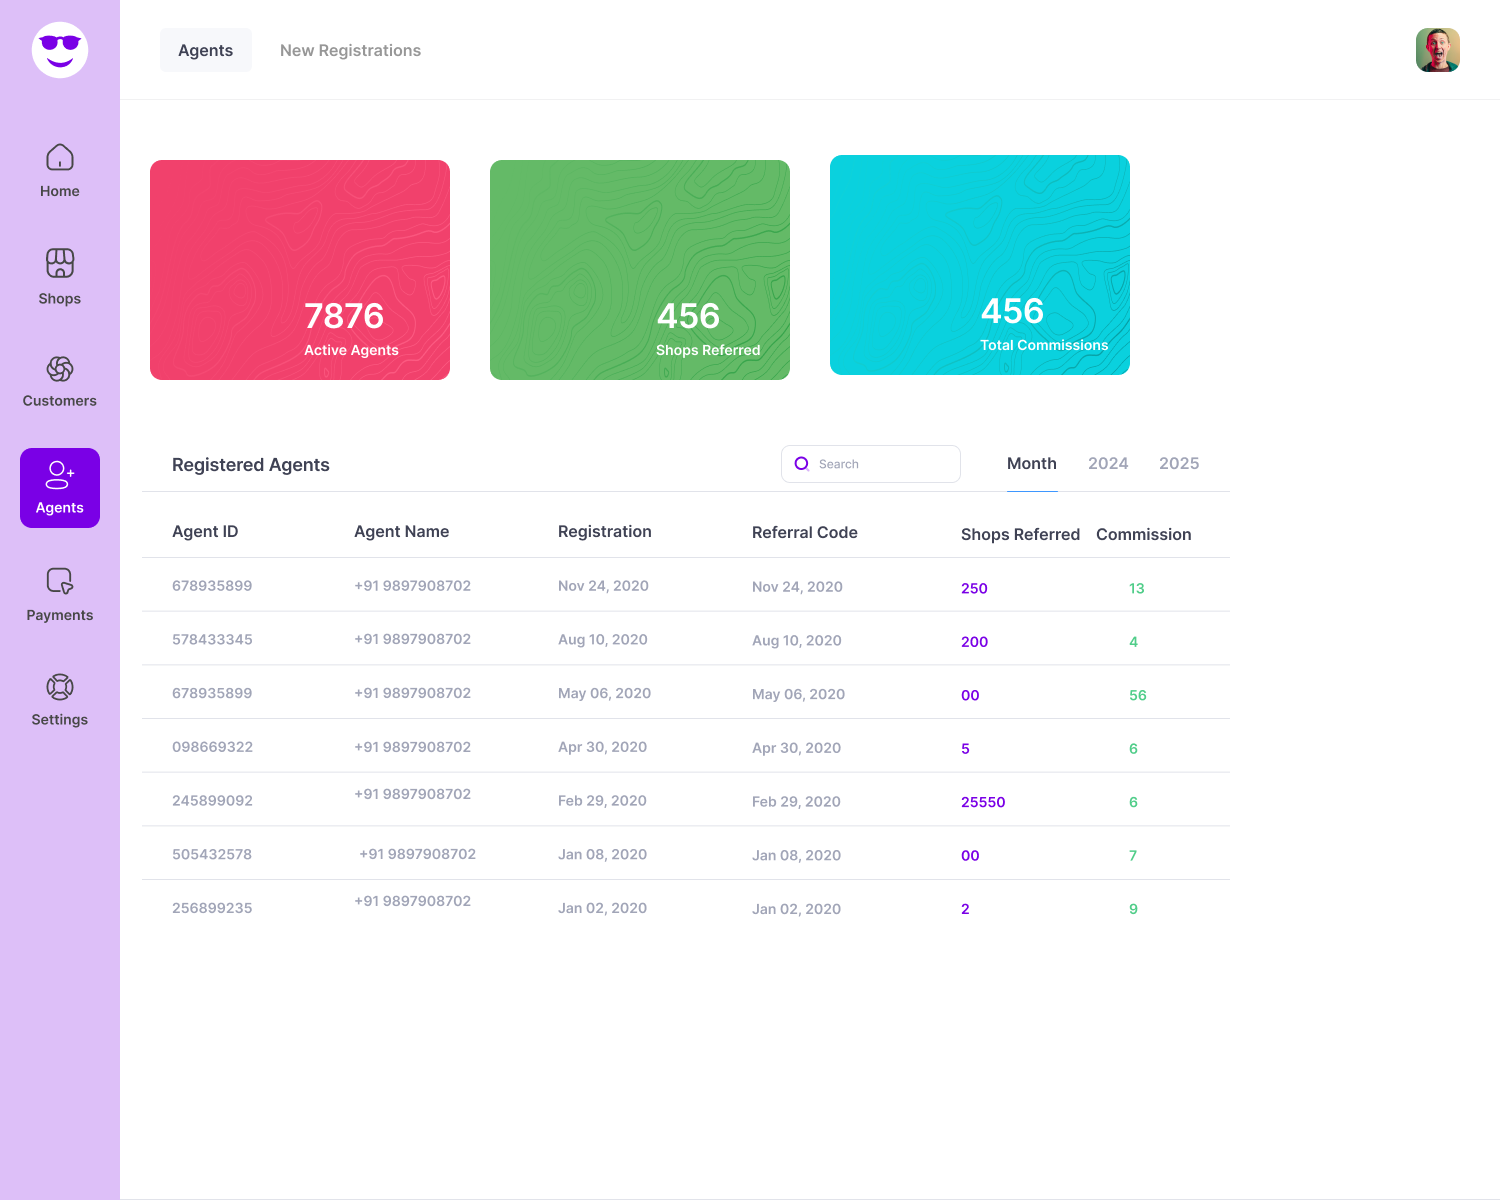 Agents New Registrations
Home
Shops
Customers
Agents
Payments
Settings
7876
Active Agents
456
Shops Referred
456
Total Commissions
Registered Agents Search Month 2024 2025
Agent ID Agent Name Registration Referral Code Shops Referred Commission
678935899 +91 9897908702 Nov 24, 2020 Nov 24, 2020 250 13
578433345 +91 9897908702 Aug 10, 2020 Aug 10, 2020 200 4
678935899 +91 9897908702 May 06, 2020 May 06, 2020 00 56
098669322 +91 9897908702 Apr 30, 2020 Apr 30, 2020 5 6
245899092 +91 9897908702 Feb 29, 2020 Feb 29, 2020 25550 6
505432578 +91 9897908702 Jan 08, 2020 Jan 08, 2020 00 7
256899235 +91 9897908702 Jan 02, 2020 Jan 02, 2020 2 9